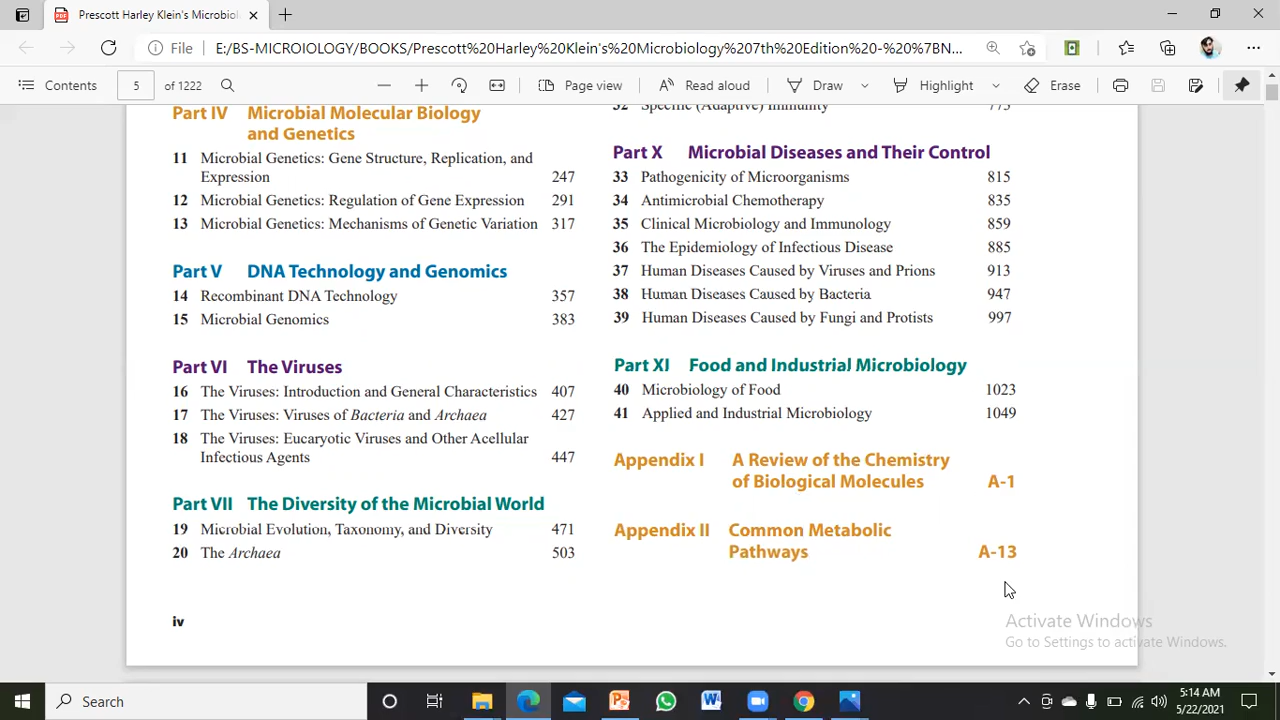 Prescott Harley Klein's Microbiol
File
E:/BS-MICROIOLOGY/BOOKS/Prescott%20Harley%20Klein's%20Microbiology%207th%20Edition%20-%20%7BN...
Contents
5
of 1222
Page view
Read aloud
Draw
Highlight
Erase
Part IV Microbial Molecular Biology
and Genetics
11 Microbial Genetics: Gene Structure, Replication, and
Expression 247
12 Microbial Genetics: Regulation of Gene Expression 291
13 Microbial Genetics: Mechanisms of Genetic Variation 317
Part V DNA Technology and Genomics
14 Recombinant DNA Technology 357
15 Microbial Genomics 383
Part VI The Viruses
16 The Viruses: Introduction and General Characteristics 407
17 The Viruses: Viruses of Bacteria and Archaea 427
18 The Viruses: Eucaryotic Viruses and Other Acellular
Infectious Agents 447
Part VII The Diversity of the Microbial World
19 Microbial Evolution, Taxonomy, and Diversity 471
20 The Archaea 503
iv
32 Specific (Adaptive) Immunity 773
Part X Microbial Diseases and Their Control
33 Pathogenicity of Microorganisms 815
34 Antimicrobial Chemotherapy 835
35 Clinical Microbiology and Immunology 859
36 The Epidemiology of Infectious Disease 885
37 Human Diseases Caused by Viruses and Prions 913
38 Human Diseases Caused by Bacteria 947
39 Human Diseases Caused by Fungi and Protists 997
Part XI Food and Industrial Microbiology
40 Microbiology of Food 1023
41 Applied and Industrial Microbiology 1049
Appendix I A Review of the Chemistry
of Biological Molecules A-1
Appendix II Common Metabolic
Pathways A-13
Activate Windows
Go to Settings to activate Windows.
Search
5:14 AM
5/22/2021